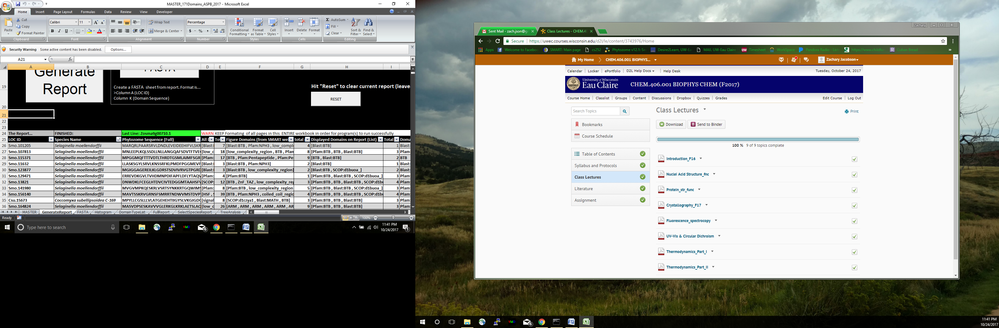 MASTER_171Domains_ASPB_2017 - Microsoft Excel
Home Insert Page Layout Formulas Data Review View Developer
Paste Cut Copy Format Painter
Calibri 11 Wrap Text Merge & Center Percentage
Conditional Formatting Format as Table Cell Styles Insert Delete Format
AutoSum Fill Clear Sort & Filter Find & Select
Clipboard Font Alignment Number Styles Cells Editing
Security Warning Some active content has been disabled. Options...
A21 fx
A B C D E F G H I
Generate Report
FASTA
Create a FASTA sheet from report. Format is...
>Column A (LOC ID)
Column K (Domain Sequence)
Hit "Reset" to clear current report (leave
RESET
19
20
21
22
23
24 The Report... FINISHED: Last Line: Zosma9g00710.1 WARN KEEP Formating of all pages in this ENTIRE workbook in order for program(s) to run successfully
25 LOC ID Species Name Phytozome Sequence (Full) All D To Figure Domains (from SMART we total Displayed Domains on Report (List) Total Doma
26 Smo.101205 Selaginella moellendorffii MARQRLPAARSRVLDNDLEVEIDEEHIFVLSKR [Blast: 7 [Blast:BTB , Pfam:NPH3 , low_compl 4 [Blast:BTB] 1 Blast:
27 Smo.107813 Selaginella moellendorffii MNLEEPLKQLSSDLLNLLANGQAFSDVTFTVE [low_c 18 [low_complexity_region , BTB , Pfam 8 [Pfam:BTB , BTB , Blast:BTB] 3 Pfam:
28 Smo.115371 Selaginella moellendorffii MPGGMQFTTTVDTLTHRDTGSMLAIMFSGR [Pfam: 17 [BTB , Pfam:Pentapeptide , Pfam:Pe 9 [BTB , Blast:BTB] 2 BTB
29 Smo.11632 Selaginella moellendorffii LLASKSGYLSRVLKNSSRFKLPMDFPGGMEVF [Blast: 3 [Blast:BTB , Pfam:NPH3] 2 [Blast:BTB] 1 Blast:
30 Smo.123877 Selaginella moellendorffii MGIGGAGEREILKLGDRSTSDVIVRVGTPGRD [Blast: 3 [Blast:BTB , low_complexity_region] 2 [Blast:BTB , SCOP:d1buoa_] 2 Blast:
31 Smo.129471 Selaginella moellendorffii ERREVDKGVLTVHDMNPDIFAPFLDFLYTAQV [Pfam: 4 [Pfam:BTB] 1 [Pfam:BTB , Blast:BTB , SCOP:d1buoa_] 3 Pfam:
32 Smo.13821 Selaginella moellendorffii DNWDKLFCEGLHTDVCIVTEDGGMTAAHSFV [SCOP: 12 [BTB , ZnF_TAZ , low_complexity_reg 3 [Pfam:BTB , BTB , Blast:BTB , SCOP:d1bu 4 Pfam:
33 Smo.141980 Selaginella moellendorffii MVGVMPKQESKRLVSRTSYNKKRTGQWIMS [Pfam: 8 [Pfam:BTB , low_complexity_region 5 [Pfam:BTB , Blast:BTB , SCOP:d1buoa_] 3 Pfam:
34 Smo.156140 Selaginella moellendorffii MAVTSSKRVGRNSFSMRRTNDWVMSTDVP [HSF , S 39 [BTB , Pfam:NPH3 , coiled_coil_regio 4 [Pfam:BTB , BTB , Blast:BTB , SCOP:d1bu 4 Pfam:
35 Csu.15673 Coccomyxa subellipsoidea C-169 MPYLLCGSLLLVLATGEHEHTIIGYSLVKGIGDG [signal 8 [SCOP:d1czya1 , Blast:MATH , BTB] 3 [Pfam:BTB , BTB , Blast:BTB] 3 Pfam:
36 Smo.164824 Selaginella moellendorffii MASVDPSESKAVVVGLERKGLKRKLAETSLAQ [low_c 26 [ARM , ARM , ARM , ARM , ARM , AR 9 [Pfam:BTB , BTB , Blast:BTB] 3 Pfam:
MASTER GenerateReport FASTA Histogram DomainTypeList FullReport SelectSpeciesReport TreeAnalysis
Ready 100%
Type here to search 6 11:41 PM 10/24/2017 1
Zachary
Sent Mail - zach.json@g Class Lectures - CHEM.40
Secure https://uwec.courses.wisconsin.edu/d2l/le/content/3743976/Home
Apps Welcome to Faceboo SMART: Main page cs252 Phytozome v12.1: Se Desire2Learn, UW-Ea MAIL UW-Eau Claire Timesheet WorkSpace Pandora Radio - List https://www.childfun Cuban Bread »
My Home CHEM.406.001 BIOPHYS... Zachary Jacobson
Calendar Locker ePortfolio D2L Help Docs Help Desk Tuesday, October 24, 2017
University of Wisconsin Eau Claire CHEM.406.001 BIOPHYS CHEM (F2017)
Course Home Classlist Groups Content Discussions Dropbox Quizzes Grades Edit Course Log Out
Search Topics
Bookmarks
Course Schedule
Table of Contents
Syllabus and Protocols
Class Lectures
Literature
Assignment
Class Lectures Print
Download Send to Binder
100 % 9 of 9 topics complete
Introduction_F16
Nuclei Acid Structure_fnc
Protein_str_func
Crystallography_F17
Fluorescence_spectrocopy
UV-Vis & Circular Dichroism
Thermodynamics_Part_I
Thermodynamics_Part_II
6 11:41 PM
10/24/2017